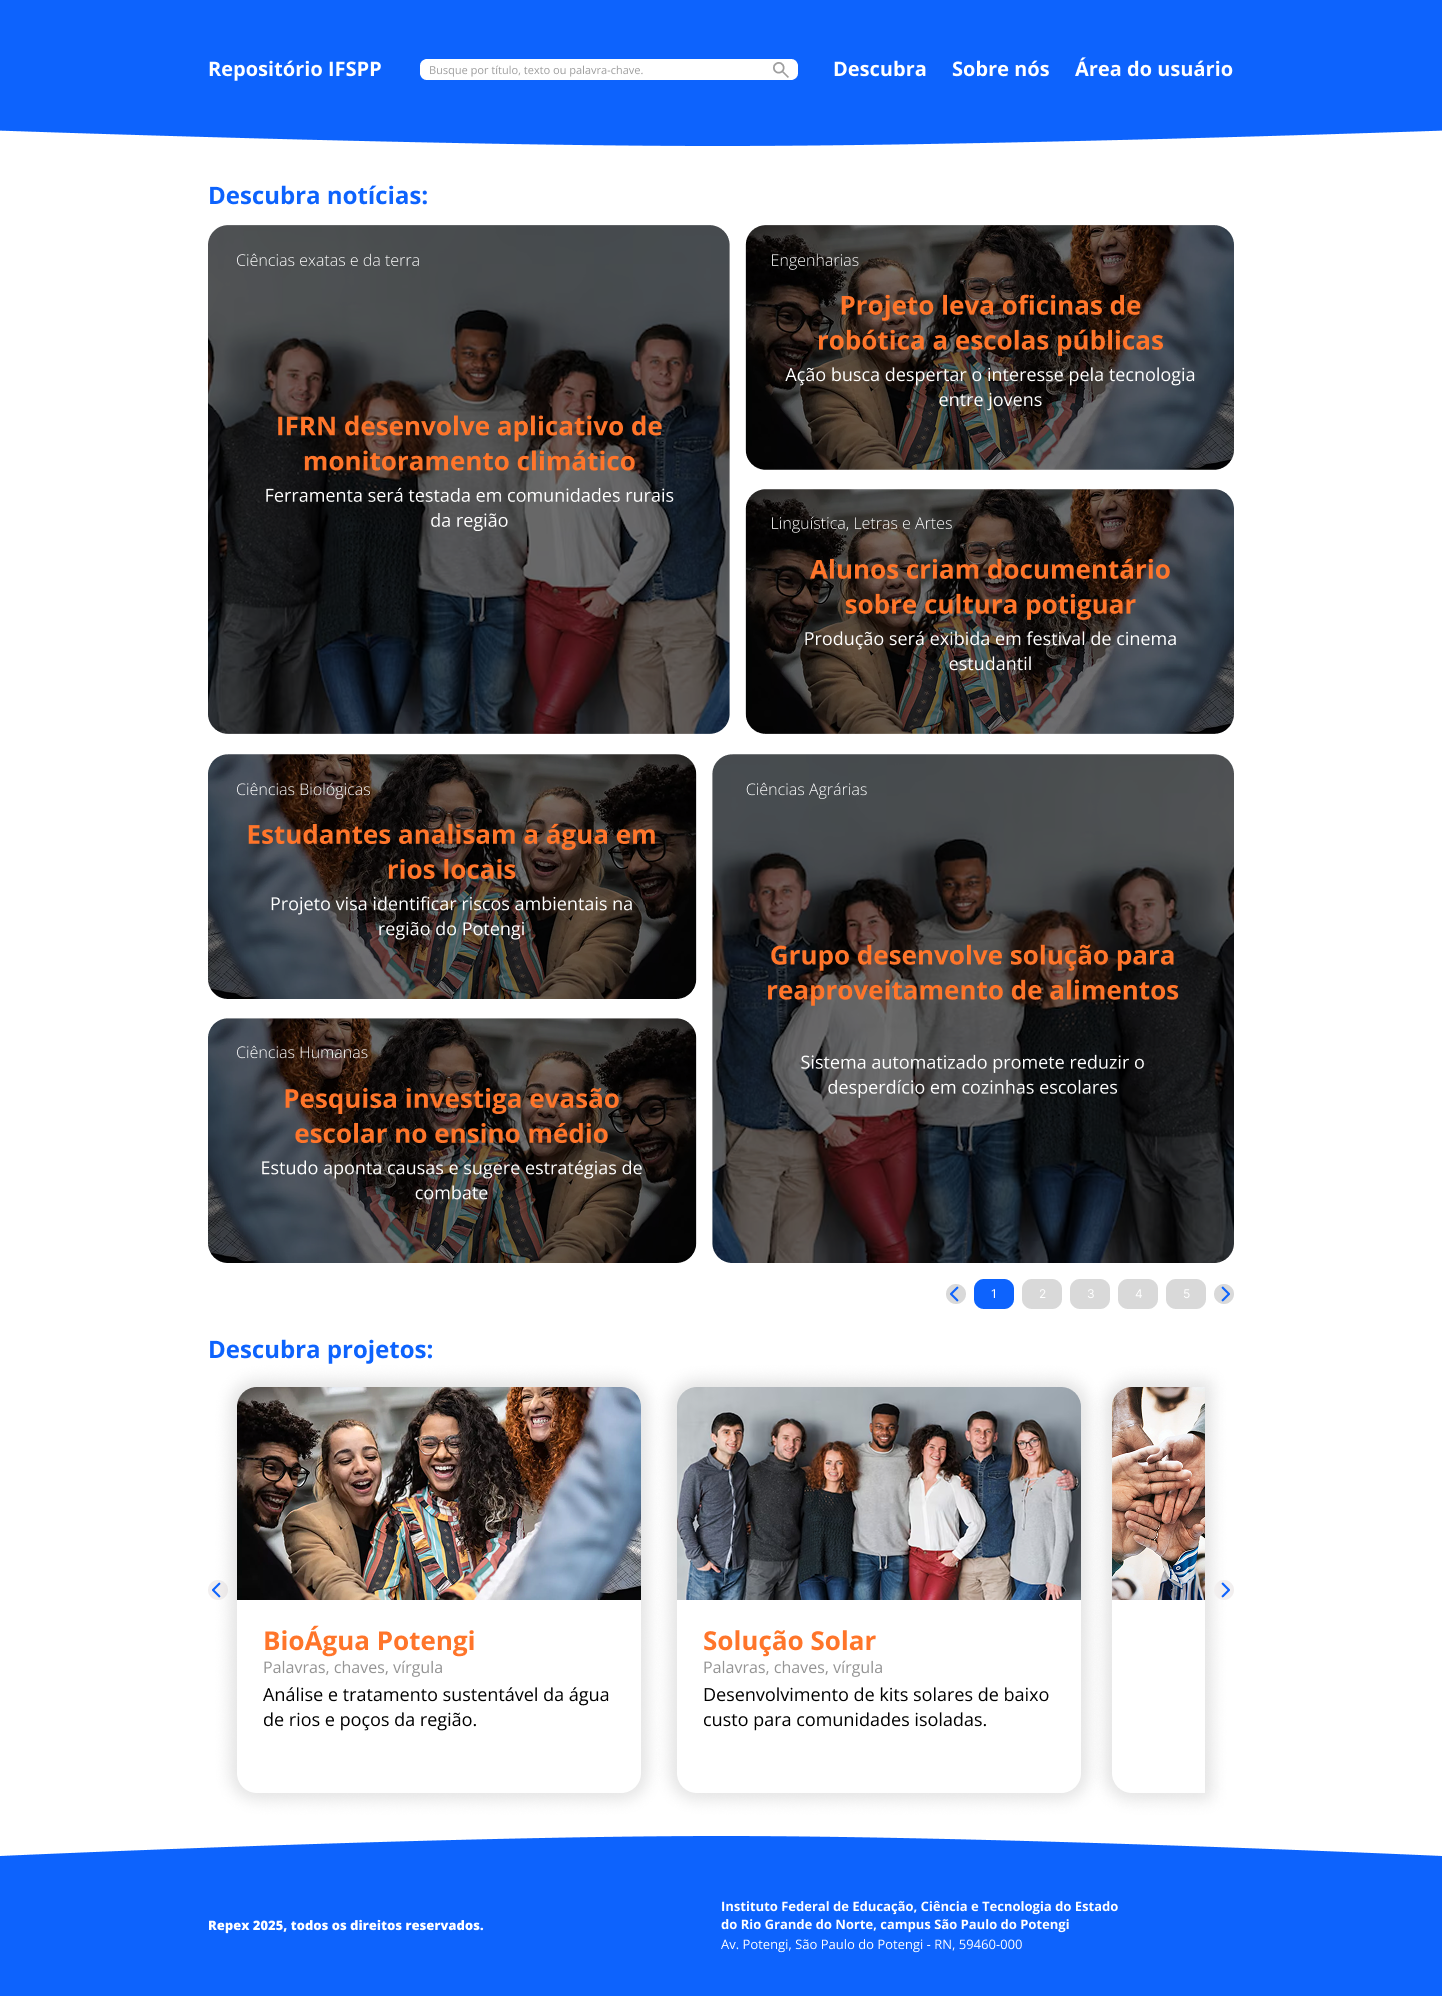 Repositório IFSPP
Busque por título, texto ou palavra-chave.
Descubra
Sobre nós
Área do usuário
Descubra notícias:
Ciências exatas e da terra
IFRN desenvolve aplicativo de
monitoramento climático
Ferramenta será testada em comunidades rurais
da região
Engenharias
Projeto leva oficinas de
robótica a escolas públicas
Ação busca despertar o interesse pela tecnologia
entre jovens
Linguística, Letras e Artes
Alunos criam documentário
sobre cultura potiguar
Produção será exibida em festival de cinema
estudantil
Ciências Biológicas
Estudantes analisam a água em
rios locais
Projeto visa identificar riscos ambientais na
região do Potengi
Ciências Humanas
Pesquisa investiga evasão
escolar no ensino médio
Estudo aponta causas e sugere estratégias de
combate
Ciências Agrárias
Grupo desenvolve solução para
reaproveitamento de alimentos
Sistema automatizado promete reduzir o
desperdício em cozinhas escolares
1 2 3 4 5
Descubra projetos:
BioÁgua Potengi
Palavras, chaves, vírgula
Análise e tratamento sustentável da água
de rios e poços da região.
Solução Solar
Palavras, chaves, vírgula
Desenvolvimento de kits solares de baixo
custo para comunidades isoladas.
Repex 2025, todos os direitos reservados.
Instituto Federal de Educação, Ciência e Tecnologia do Estado
do Rio Grande do Norte, campus São Paulo do Potengi
Av. Potengi, São Paulo do Potengi - RN, 59460-000